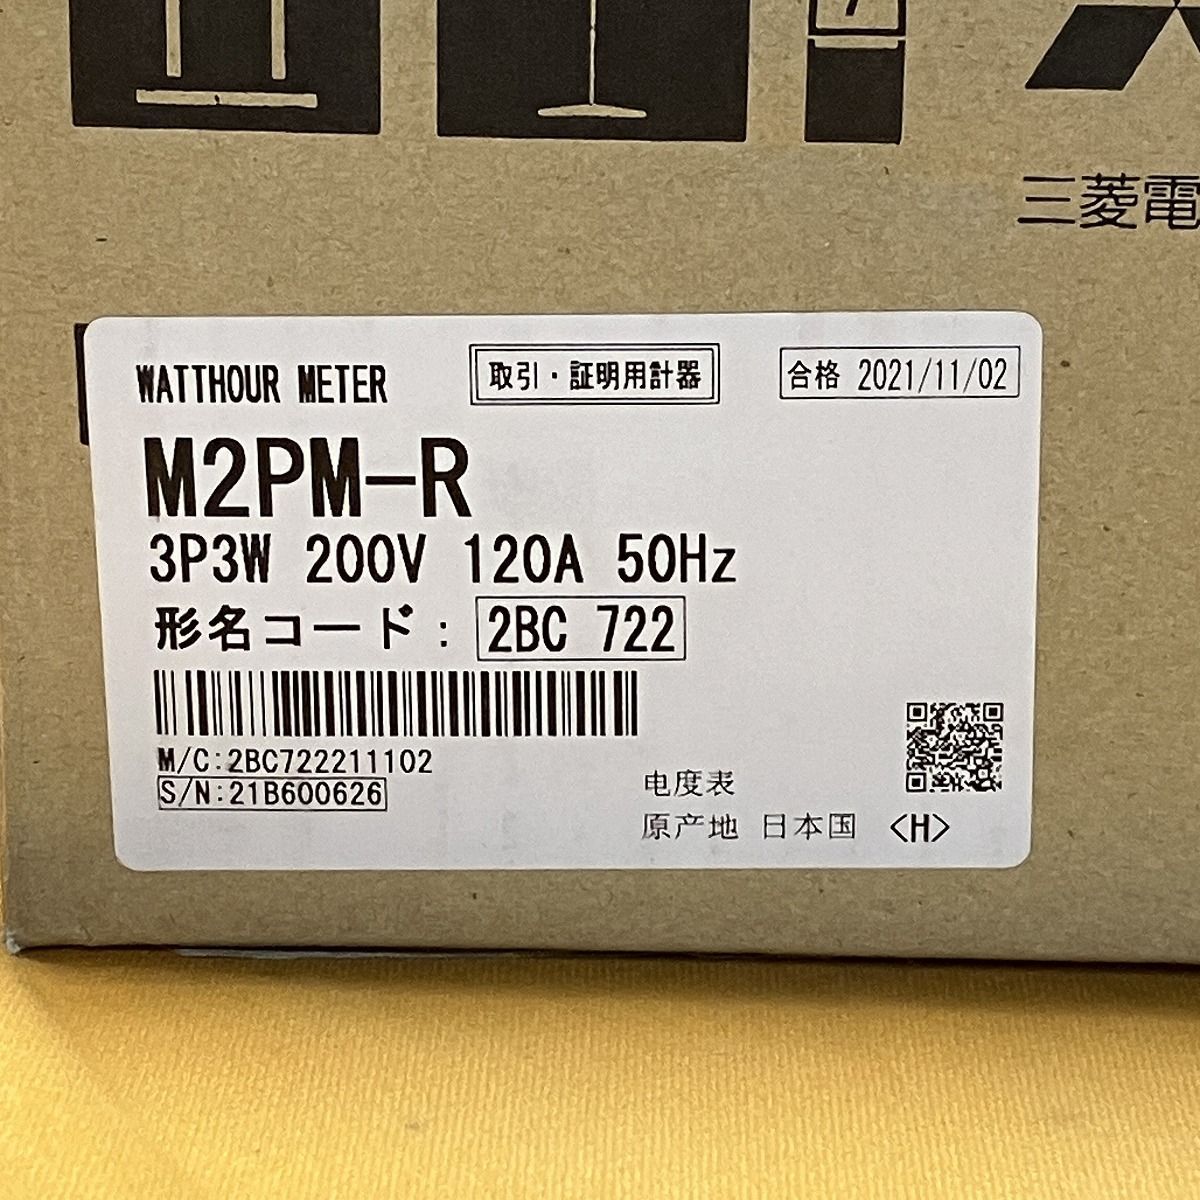 三菱電
WATTHOUR METER
取引・証明用計器
合格 2021/11/02
M2PM-R
3P3W 200V 120A 50Hz
形名コード: 2BC 722
M/C:2BC722211102
S/N:21B600626
电度表
原产地 日本国 <H>